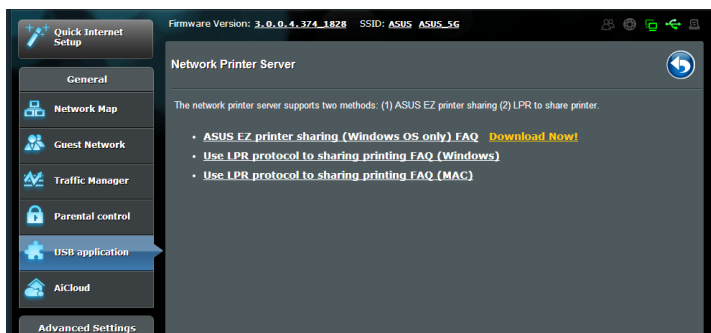 Quick Internet
Setup
Firmware Version: 3.0.0.4.374_1828 SSID: ASUS ASUS_5G
General
Network Map
Guest Network
Traffic Manager
Parental control
USB application
AiCloud
Advanced Settings
Network Printer Server
The network printer server supports two methods: (1) ASUS EZ printer sharing (2) LPR to share printer.
• ASUS EZ printer sharing (Windows OS only) FAQ Download Now!
• Use LPR protocol to sharing printing FAQ (Windows)
• Use LPR protocol to sharing printing FAQ (MAC)